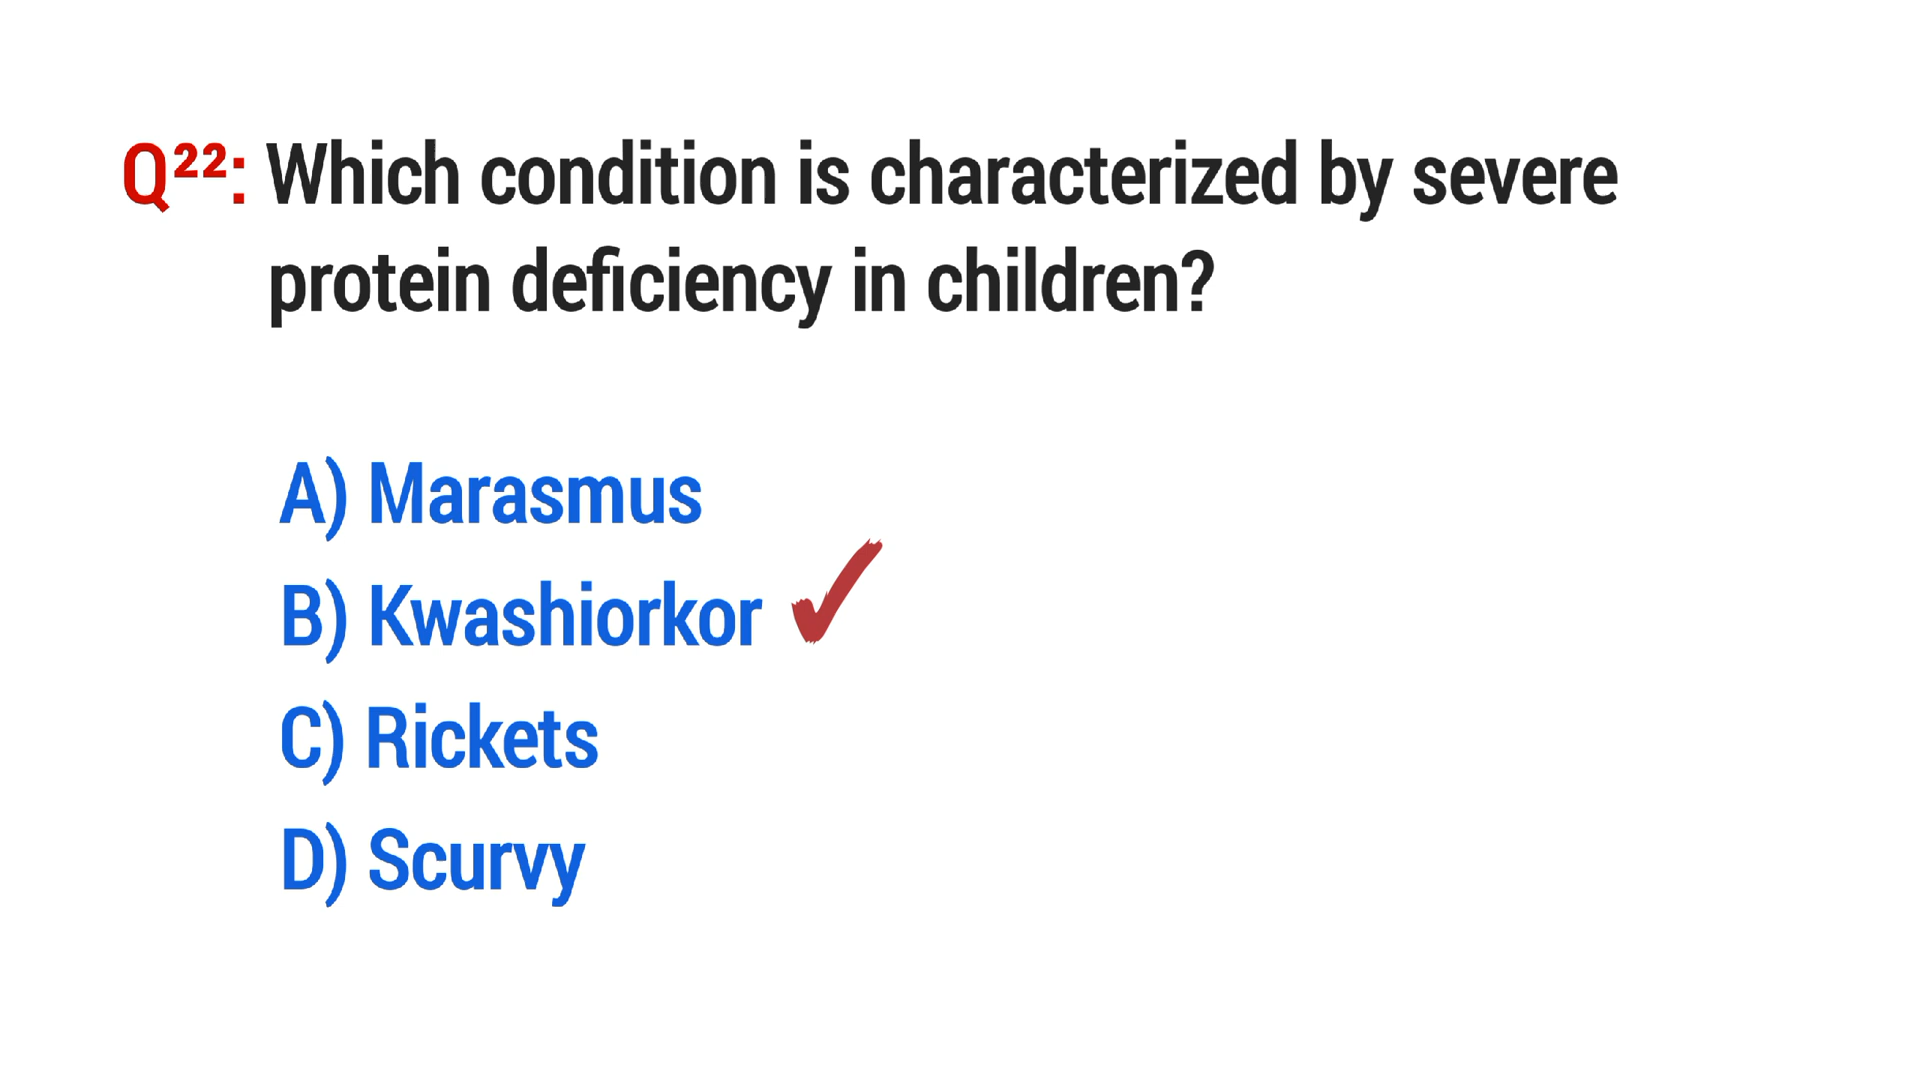 Q²²: Which condition is characterized by severe
protein deficiency in children?
A) Marasmus
B) Kwashiorkor
C) Rickets
D) Scurvy